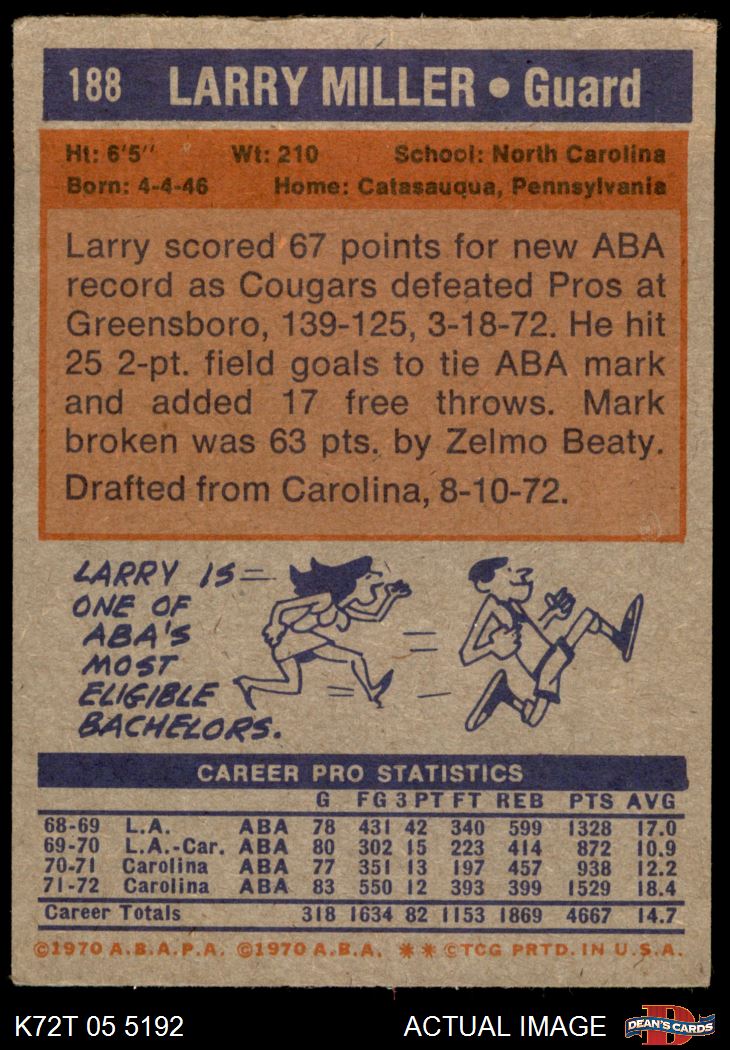 188 LARRY MILLER • Guard
Ht: 6'5" Wt: 210 School: North Carolina
Born: 4-4-46 Home: Catasauqua, Pennsylvania
Larry scored 67 points for new ABA
record as Cougars defeated Pros at
Greensboro, 139-125, 3-18-72. He hit
25 2-pt. field goals to tie ABA mark
and added 17 free throws. Mark
broken was 63 pts. by Zelmo Beaty.
Drafted from Carolina, 8-10-72.
LARRY IS
ONE OF
ABA'S
MOST
ELIGIBLE
BACHELORS.
CAREER PRO STATISTICS
G FG 3 PT FT REB PTS AVG
68-69 L.A. ABA 78 431 42 340 599 1328 17.0
69-70 L.A.-Car. ABA 80 302 15 223 414 872 10.9
70-71 Carolina ABA 77 351 13 197 457 938 12.2
71-72 Carolina ABA 83 550 12 393 399 1529 18.4
Career Totals 318 1634 82 1153 1869 4667 14.7
©1970 A.B.A.P.A. ©1970 A.B.A. ** ©TCG PRTD. IN U.S.A.
K72T 05 5192 ACTUAL IMAGE D DEAN'S CARDS